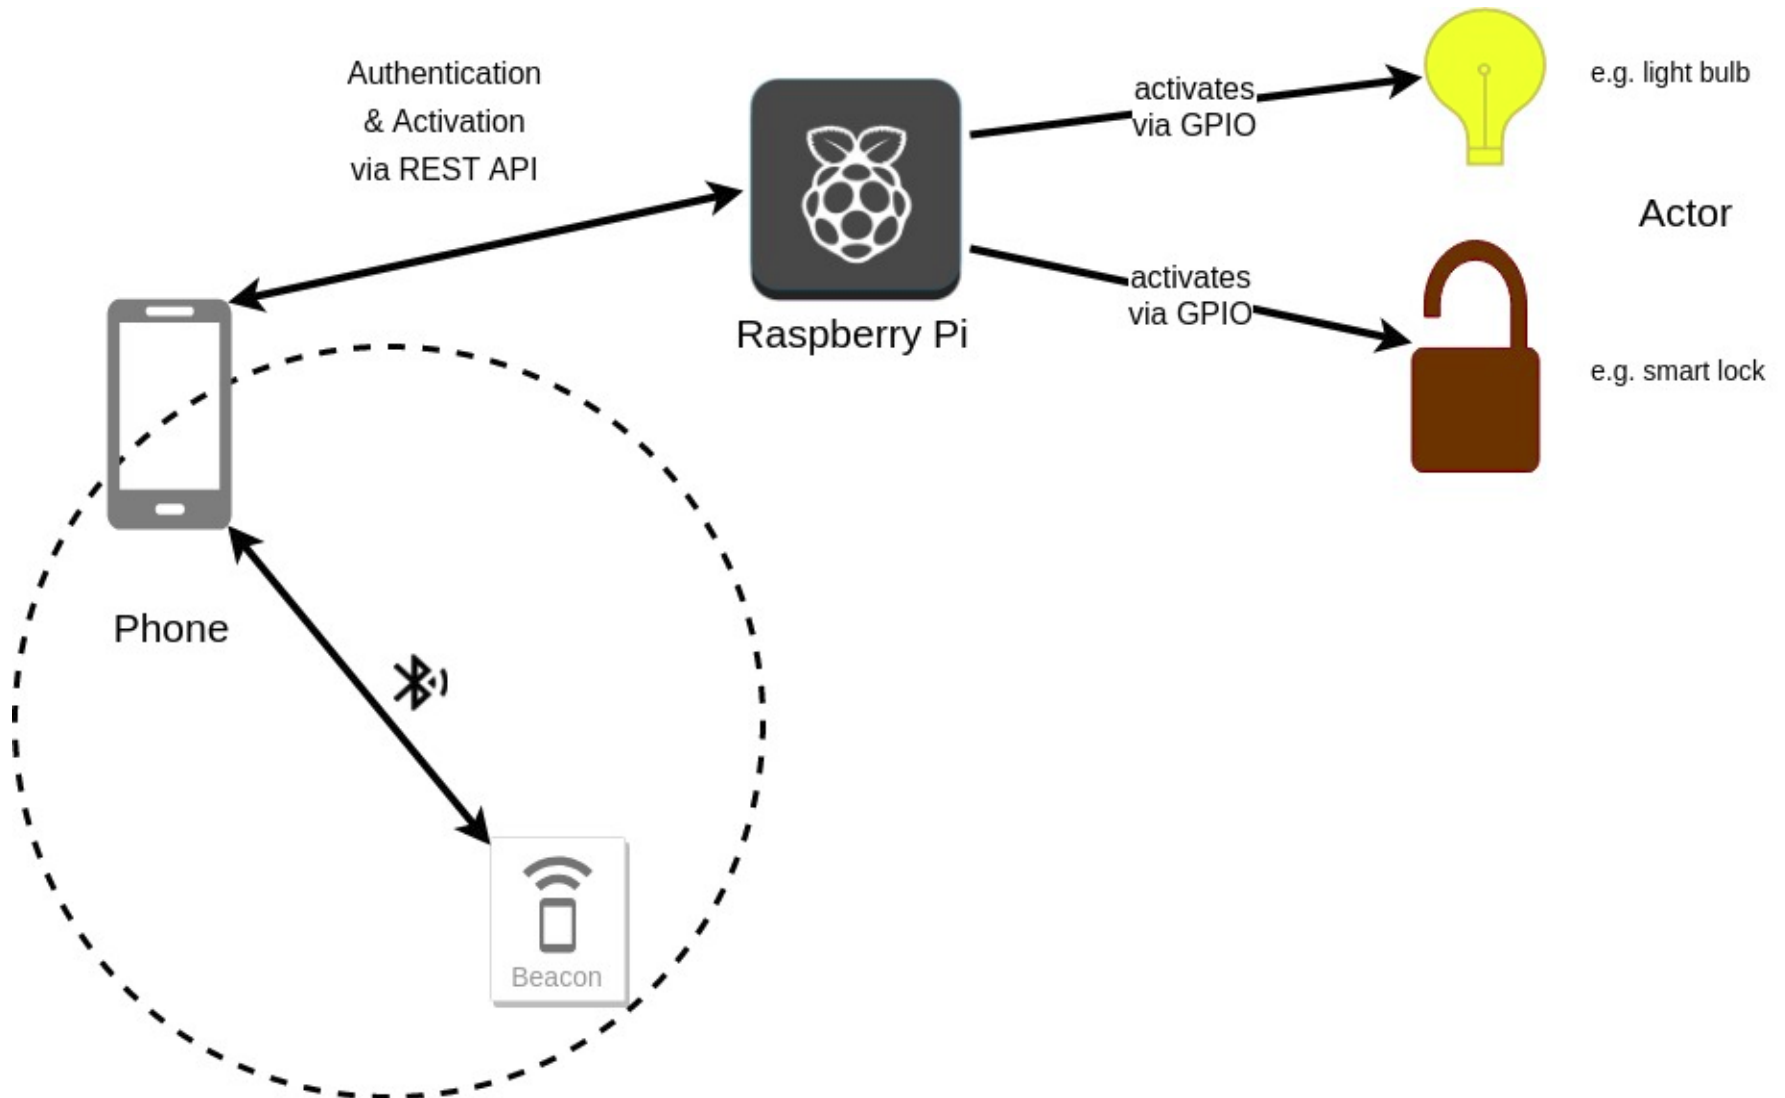 Authentication
& Activation
via REST API
activates
via GPIO
e.g. light bulb
Actor
activates
via GPIO
Raspberry Pi
e.g. smart lock
Phone
Beacon